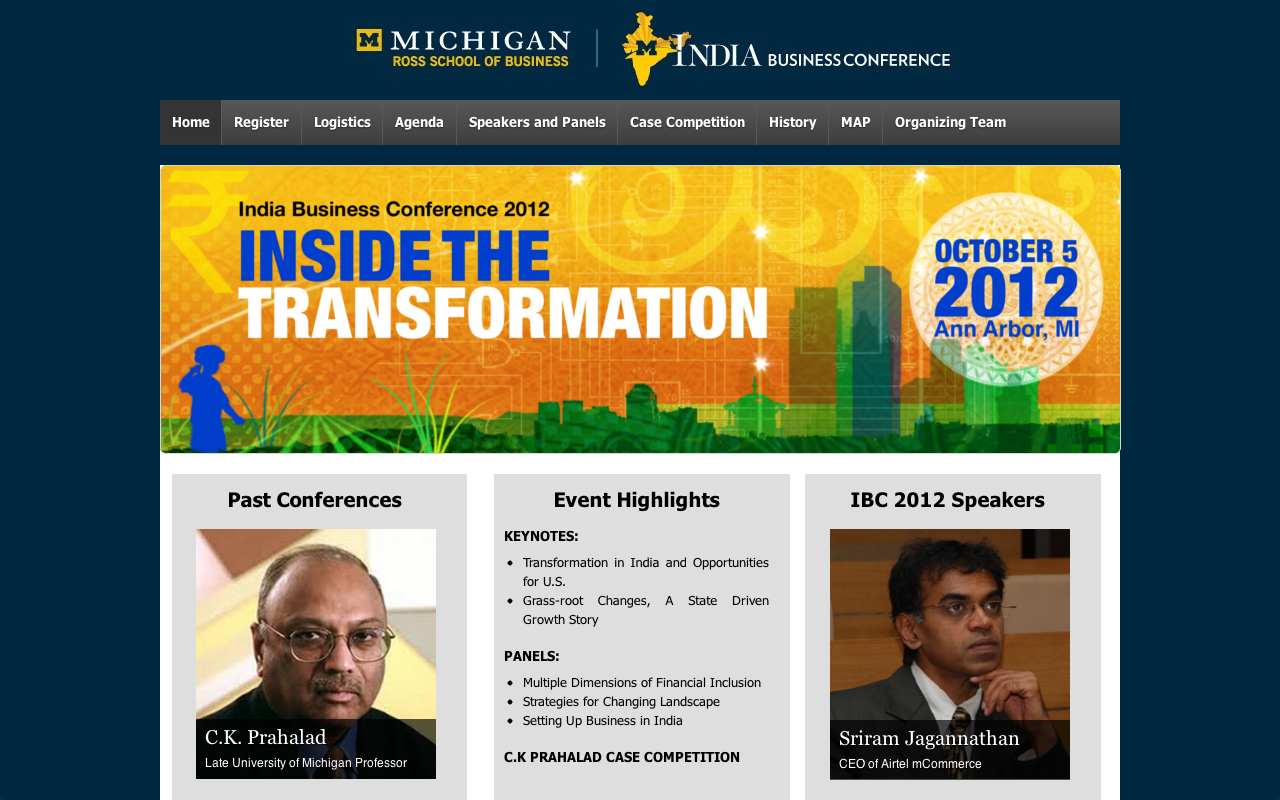 M MICHIGAN
ROSS SCHOOL OF BUSINESS
M INDIA BUSINESS CONFERENCE
Home Register Logistics Agenda Speakers and Panels Case Competition History MAP Organizing Team
₹
India Business Conference 2012
INSIDE THE
TRANSFORMATION
OCTOBER 5
2012
Ann Arbor, MI
Past Conferences
C.K. Prahalad
Late University of Michigan Professor
Event Highlights
KEYNOTES:
Transformation in India and Opportunities
for U.S.
Grass-root Changes, A State Driven
Growth Story
PANELS:
Multiple Dimensions of Financial Inclusion
Strategies for Changing Landscape
Setting Up Business in India
C.K PRAHALAD CASE COMPETITION
IBC 2012 Speakers
Sriram Jagannathan
CEO of Airtel mCommerce